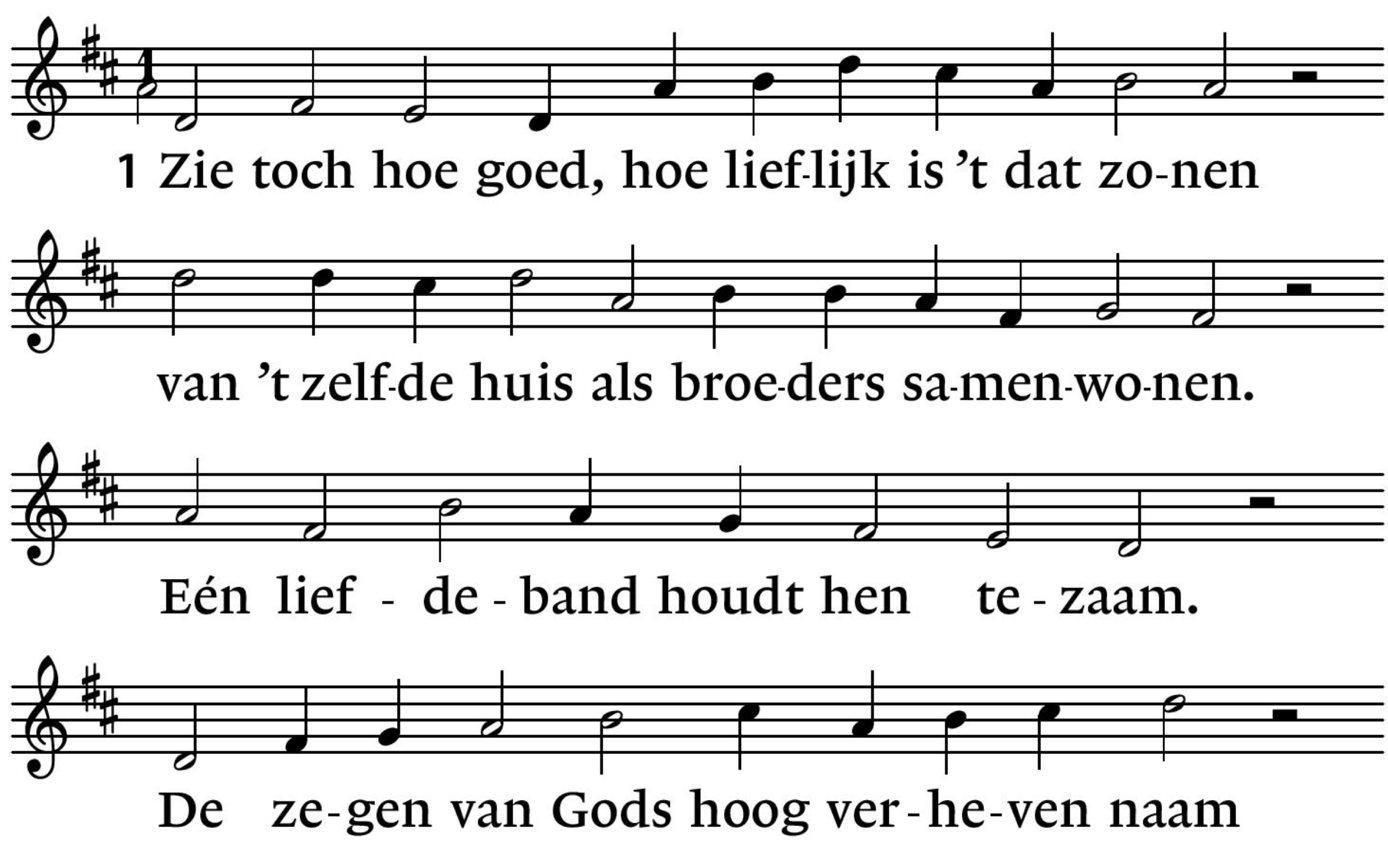 1
1 Zie toch hoe goed, hoe lief-lijk is ’t dat zo-nen
van ’t zelf-de huis als broe-ders sa-men-wo-nen.
Eén lief - de - band houdt hen te - zaam.
De ze-gen van Gods hoog ver-he-ven naam